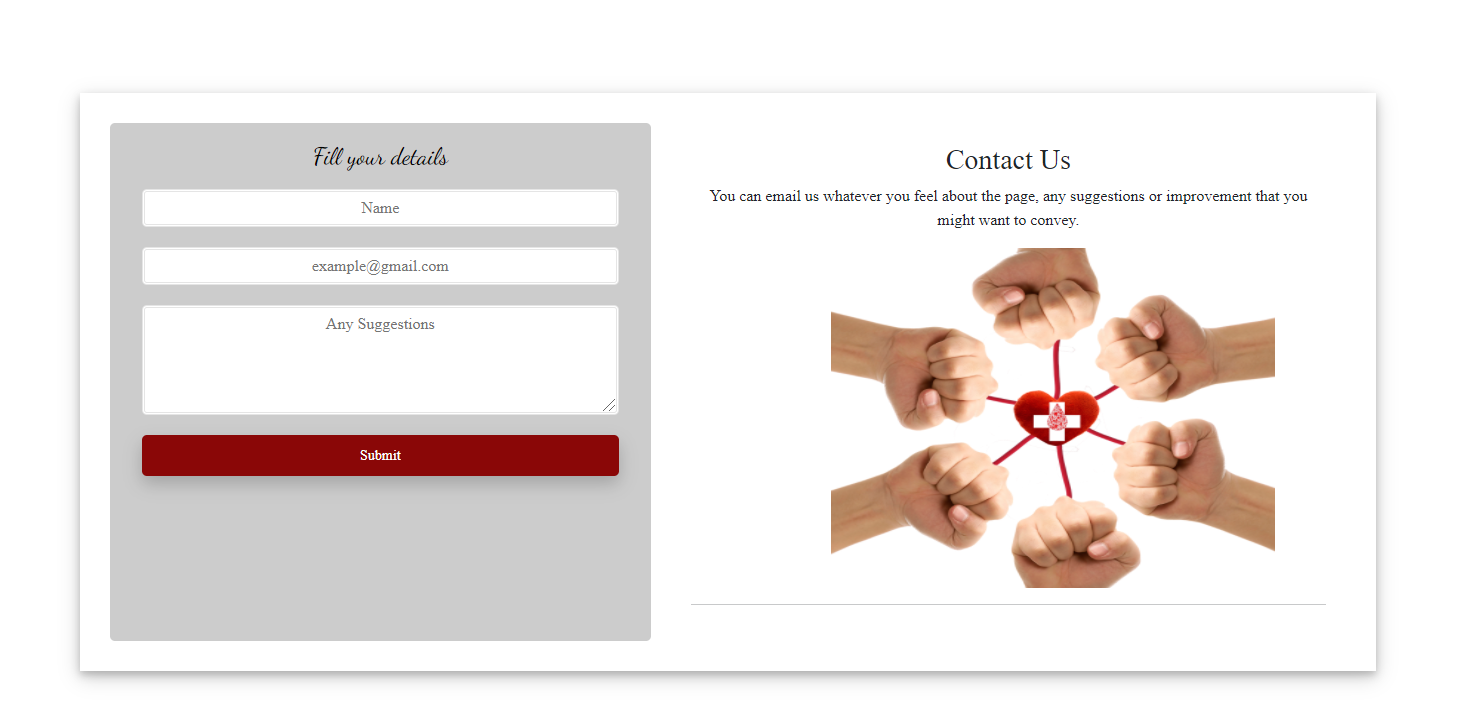 Fill your details
Name
example@gmail.com
Any Suggestions
Submit
Contact Us
You can email us whatever you feel about the page, any suggestions or improvement that you
might want to convey.